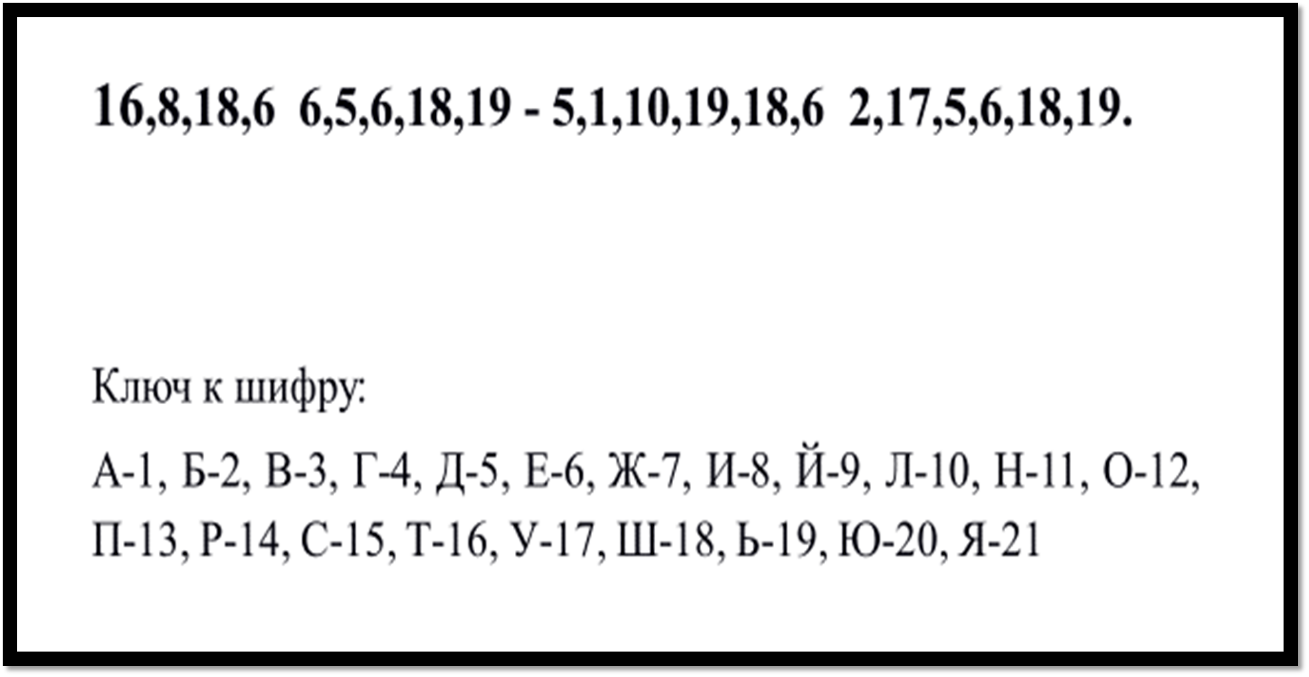 16,8,18,6 6,5,6,18,19 - 5,1,10,19,18,6 2,17,5,6,18,19.
Ключ к шифру:
А-1, Б-2, В-3, Г-4, Д-5, Е-6, Ж-7, И-8, Й-9, Л-10, Н-11, О-12,
П-13, Р-14, С-15, Т-16, У-17, Ш-18, Ь-19, Ю-20, Я-21